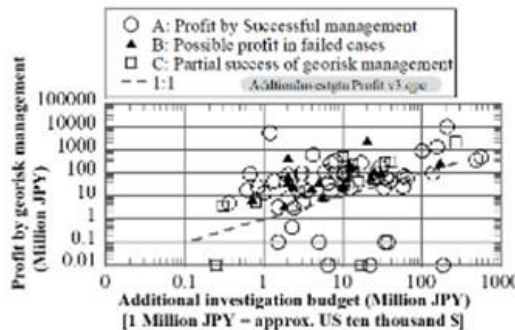 A: Profit by Successful management
B: Possible profit in failed cases
C: Partial success of georisk management
1:1
Profit by georisk management
(Million JPY)
100000
10000
1000
100
10
1
0.1
0.01
0
0.1
1
10
100
1000
Additional investigation budget (Million JPY)
[1 Million JPY = approx. US ten thousand $]